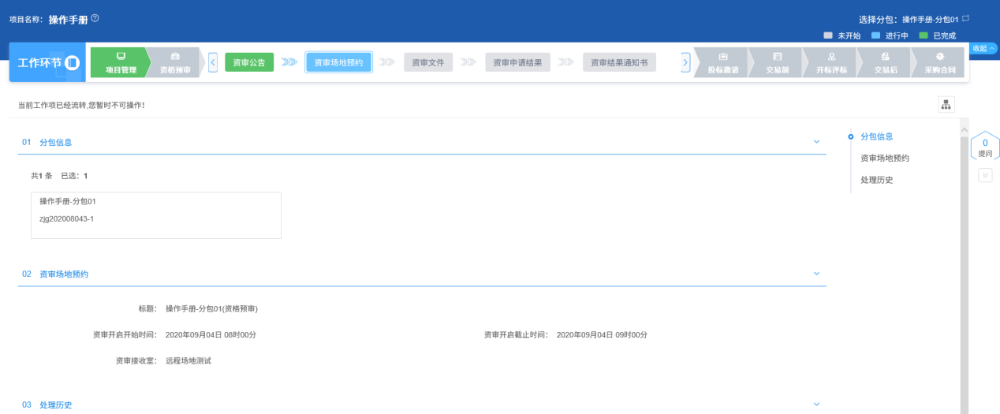 项目名称: 操作手册
选择分包: 操作手册-分包01
未开始 进行中 已完成
收起
工作环节
项目管理 资格预审 资审公告 资审场地预约 资审文件 资审申请结果 资审结果通知书 投标邀请 交易前 开标评标 交易后 采购合同
当前工作项已经流转,您暂时不可操作!
01 分包信息
分包信息
资审场地预约
处理历史
0
提问
共1 条 已选: 1
操作手册-分包01
zjg202008043-1
02 资审场地预约
标题: 操作手册-分包01(资格预审)
资审开启开始时间: 2020年09月04日 08时00分 资审开启截止时间: 2020年09月04日 09时00分
资审接收室: 远程场地测试
03 处理历史